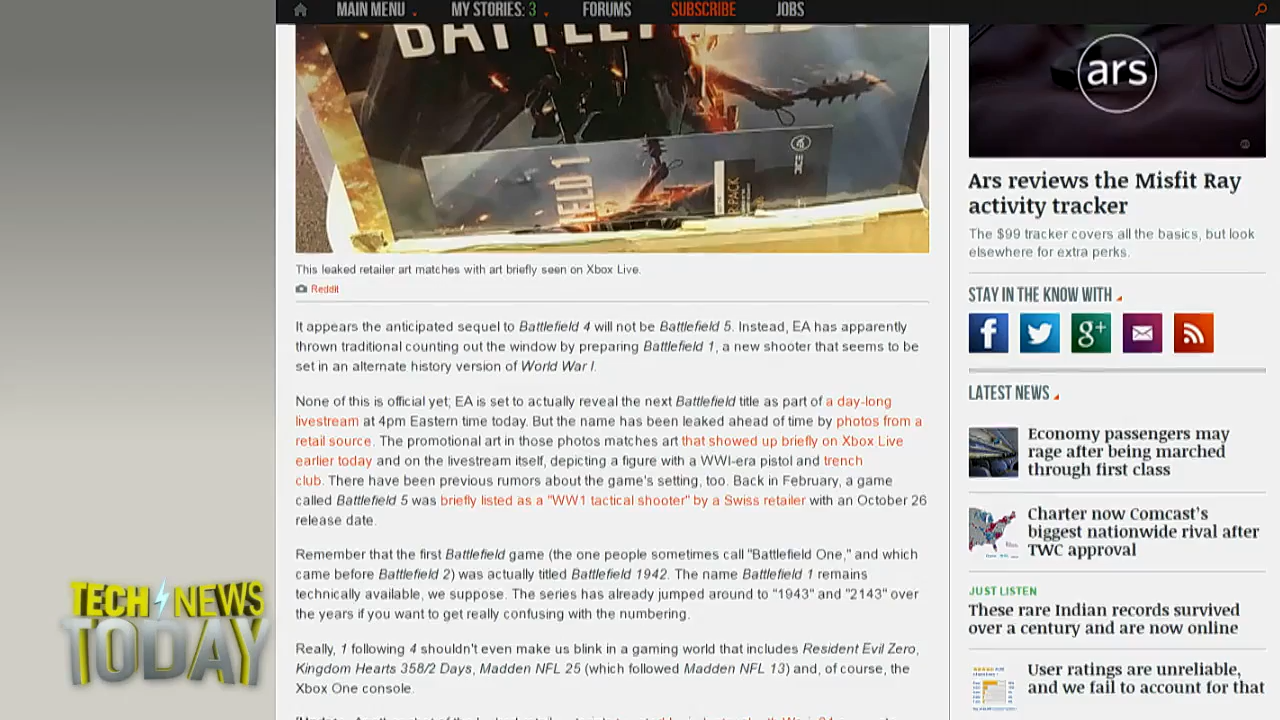 MAIN MENU
MY STORIES: 3
FORUMS
SUBSCRIBE
JOBS
BATTLEFIELD
ars
This leaked retailer art matches with art briefly seen on Xbox Live.
Reddit
It appears the anticipated sequel to Battlefield 4 will not be Battlefield 5. Instead, EA has apparently
thrown traditional counting out the window by preparing Battlefield 1, a new shooter that seems to be
set in an alternate history version of World War I.
None of this is official yet; EA is set to actually reveal the next Battlefield title as part of a day-long
livestream at 4pm Eastern time today. But the name has been leaked ahead of time by photos from a
retail source. The promotional art in those photos matches art that showed up briefly on Xbox Live
earlier today and on the livestream itself, depicting a figure with a WWI-era pistol and trench
club. There have been previous rumors about the game's setting, too. Back in February, a game
called Battlefield 5 was briefly listed as a "WW1 tactical shooter" by a Swiss retailer with an October 26
release date.
Remember that the first Battlefield game (the one people sometimes call "Battlefield One," and which
came before Battlefield 2) was actually titled Battlefield 1942. The name Battlefield 1 remains
technically available, we suppose. The series has already jumped around to "1943" and "2143" over
the years if you want to get really confusing with the numbering.
Really, 1 following 4 shouldn't even make us blink in a gaming world that includes Resident Evil Zero,
Kingdom Hearts 358/2 Days, Madden NFL 25 (which followed Madden NFL 13) and, of course, the
Xbox One console.
Ars reviews the Misfit Ray
activity tracker
The $99 tracker covers all the basics, but look
elsewhere for extra perks.
STAY IN THE KNOW WITH
LATEST NEWS
Economy passengers may
rage after being marched
through first class
Charter now Comcast's
biggest nationwide rival after
TWC approval
JUST LISTEN
These rare Indian records survived
over a century and are now online
User ratings are unreliable,
and we fail to account for that
TECH NEWS
TODAY